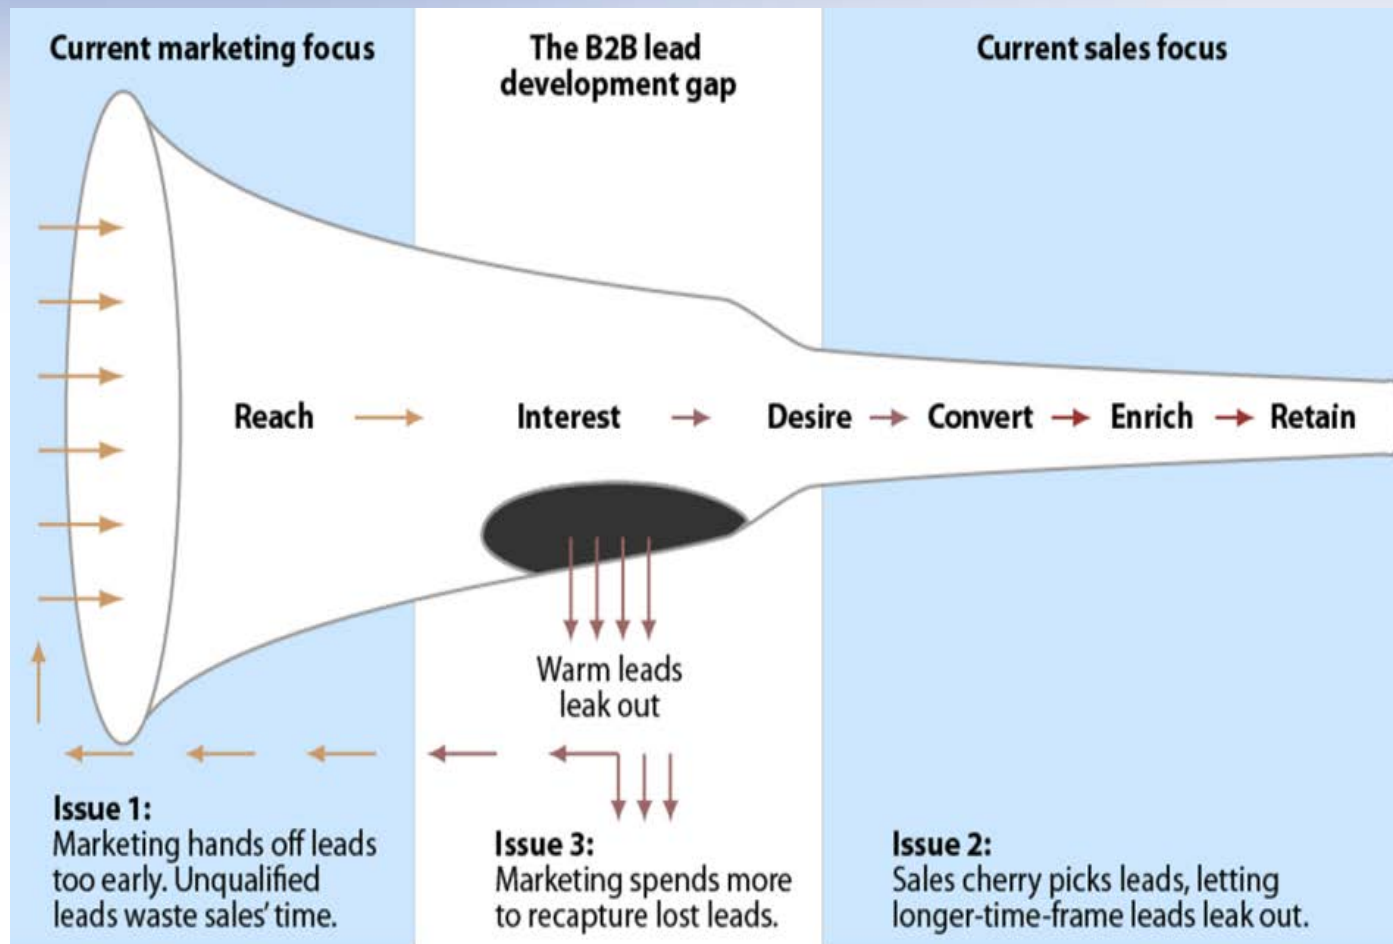 Current marketing focus
The B2B lead
development gap
Current sales focus
Reach
Interest
Desire
Convert
Enrich
Retain
Warm leads
leak out
Issue 1:
Marketing hands off leads
too early. Unqualified
leads waste sales’ time.
Issue 3:
Marketing spends more
to recapture lost leads.
Issue 2:
Sales cherry picks leads, letting
longer-time-frame leads leak out.